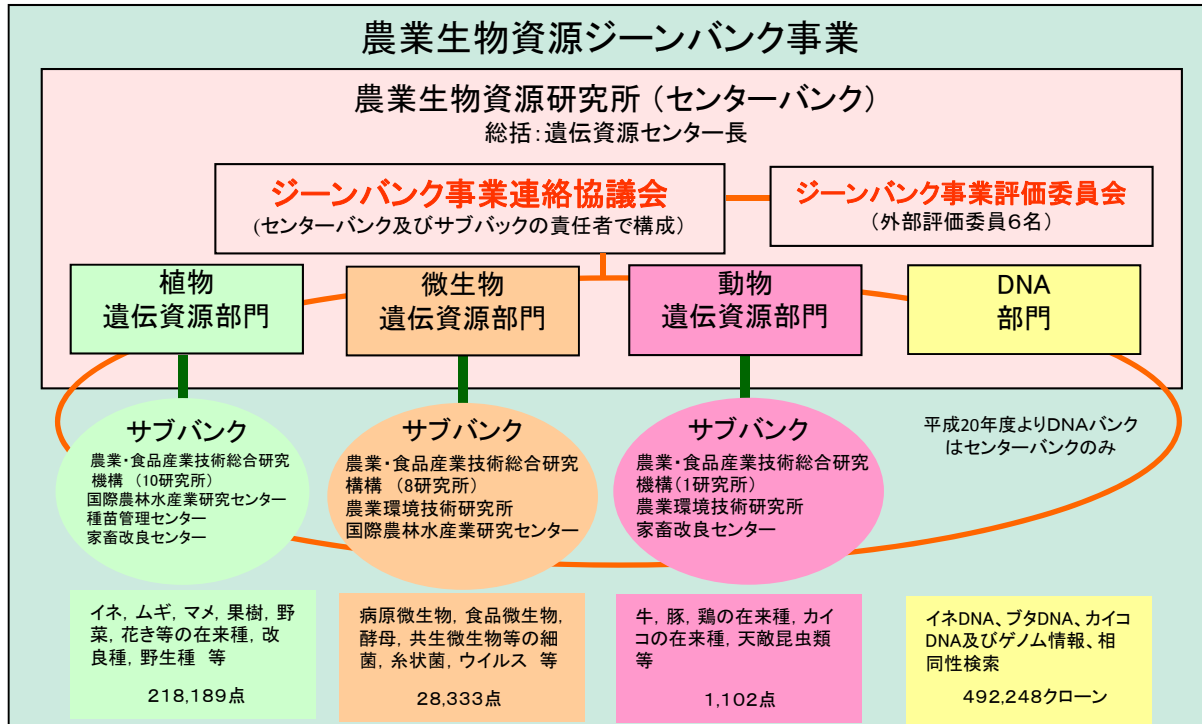 農業生物資源ジーンバンク事業
農業生物資源研究所（センターバンク）
総括：遺伝資源センター長
ジーンバンク事業連絡協議会
（センターバンク及びサブバックの責任者で構成）
ジーンバンク事業評価委員会
（外部評価委員６名）
植物
遺伝資源部門
微生物
遺伝資源部門
動物
遺伝資源部門
DNA
部門
サブバンク
農業・食品産業技術総合研究
機構 （10研究所）
国際農林水産業研究センター
種苗管理センター
家畜改良センター
サブバンク
農業・食品産業技術総合研究
構構 （8研究所）
農業環境技術研究所
国際農林水産業研究センター
サブバンク
農業・食品産業技術総合研究
機構（1研究所）
農業環境技術研究所
家畜改良センター
平成20年度よりDNAバンク
はセンターバンクのみ
イネ，ムギ，マメ，果樹，野
菜，花き等の在来種，改
良種，野生種 等
２１８,１８９点
病原微生物，食品微生物，
酵母，共生微生物等の細
菌，糸状菌，ウイルス 等
２８,３３３点
牛，豚，鶏の在来種，カイ
コの在来種，天敵昆虫類
等
１,１０２点
イネDNA、ブタDNA、カイコ
DNA及びゲノム情報、相
同性検索
４９２,２４８クローン